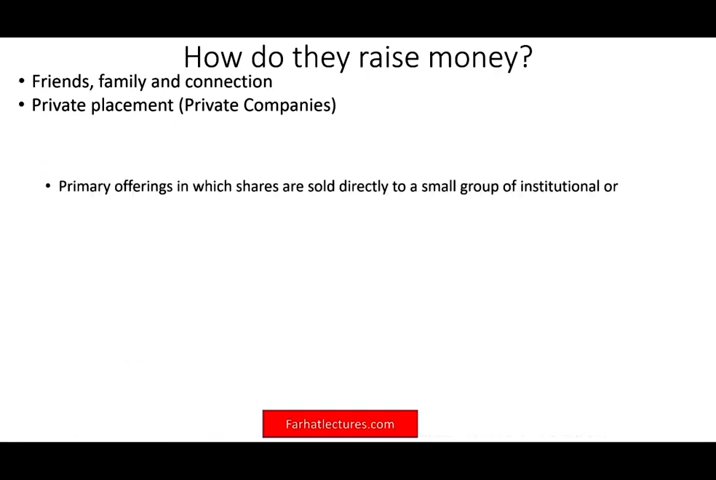 How do they raise money?
• Friends, family and connection
• Private placement (Private Companies)
• Primary offerings in which shares are sold directly to a small group of institutional or
Farhatlectures.com